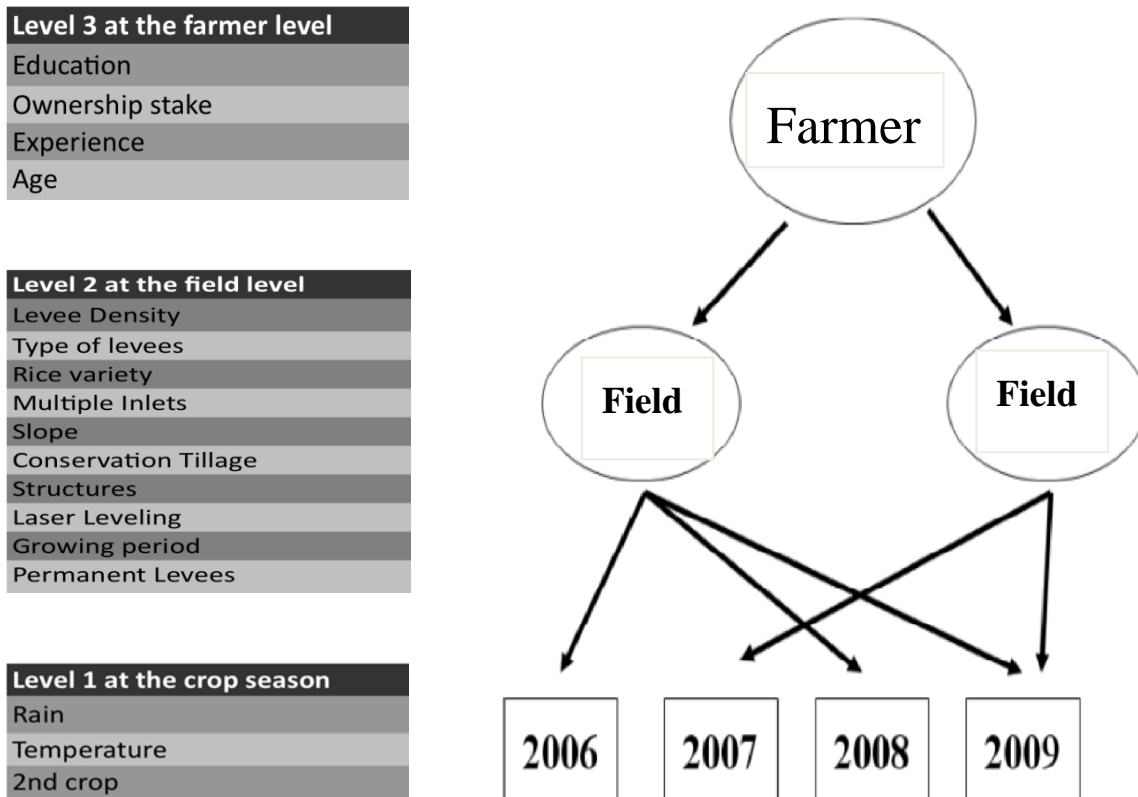 Level 3 at the farmer level
Education
Ownership stake
Experience
Age
Farmer
Level 2 at the field level
Levee Density
Type of levees
Rice variety
Multiple Inlets
Slope
Conservation Tillage
Structures
Laser Leveling
Growing period
Permanent Levees
Field
Field
Level 1 at the crop season
Rain
Temperature
2nd crop
2006
2007
2008
2009